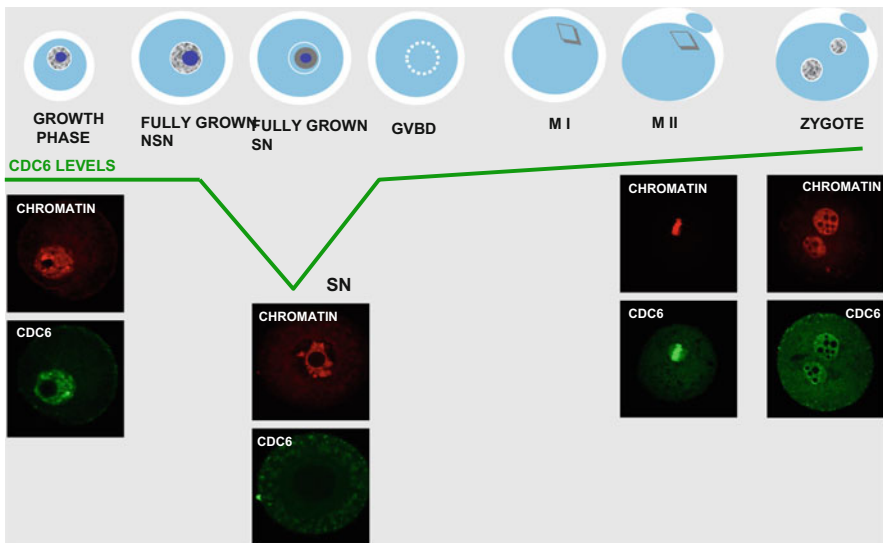 GROWTH
PHASE
FULLY GROWN
NSN
FULLY GROWN
SN
GVBD
M I
M II
ZYGOTE
CDC6 LEVELS
CHROMATIN
CDC6
SN
CHROMATIN
CDC6
CHROMATIN
CDC6
CHROMATIN
CDC6